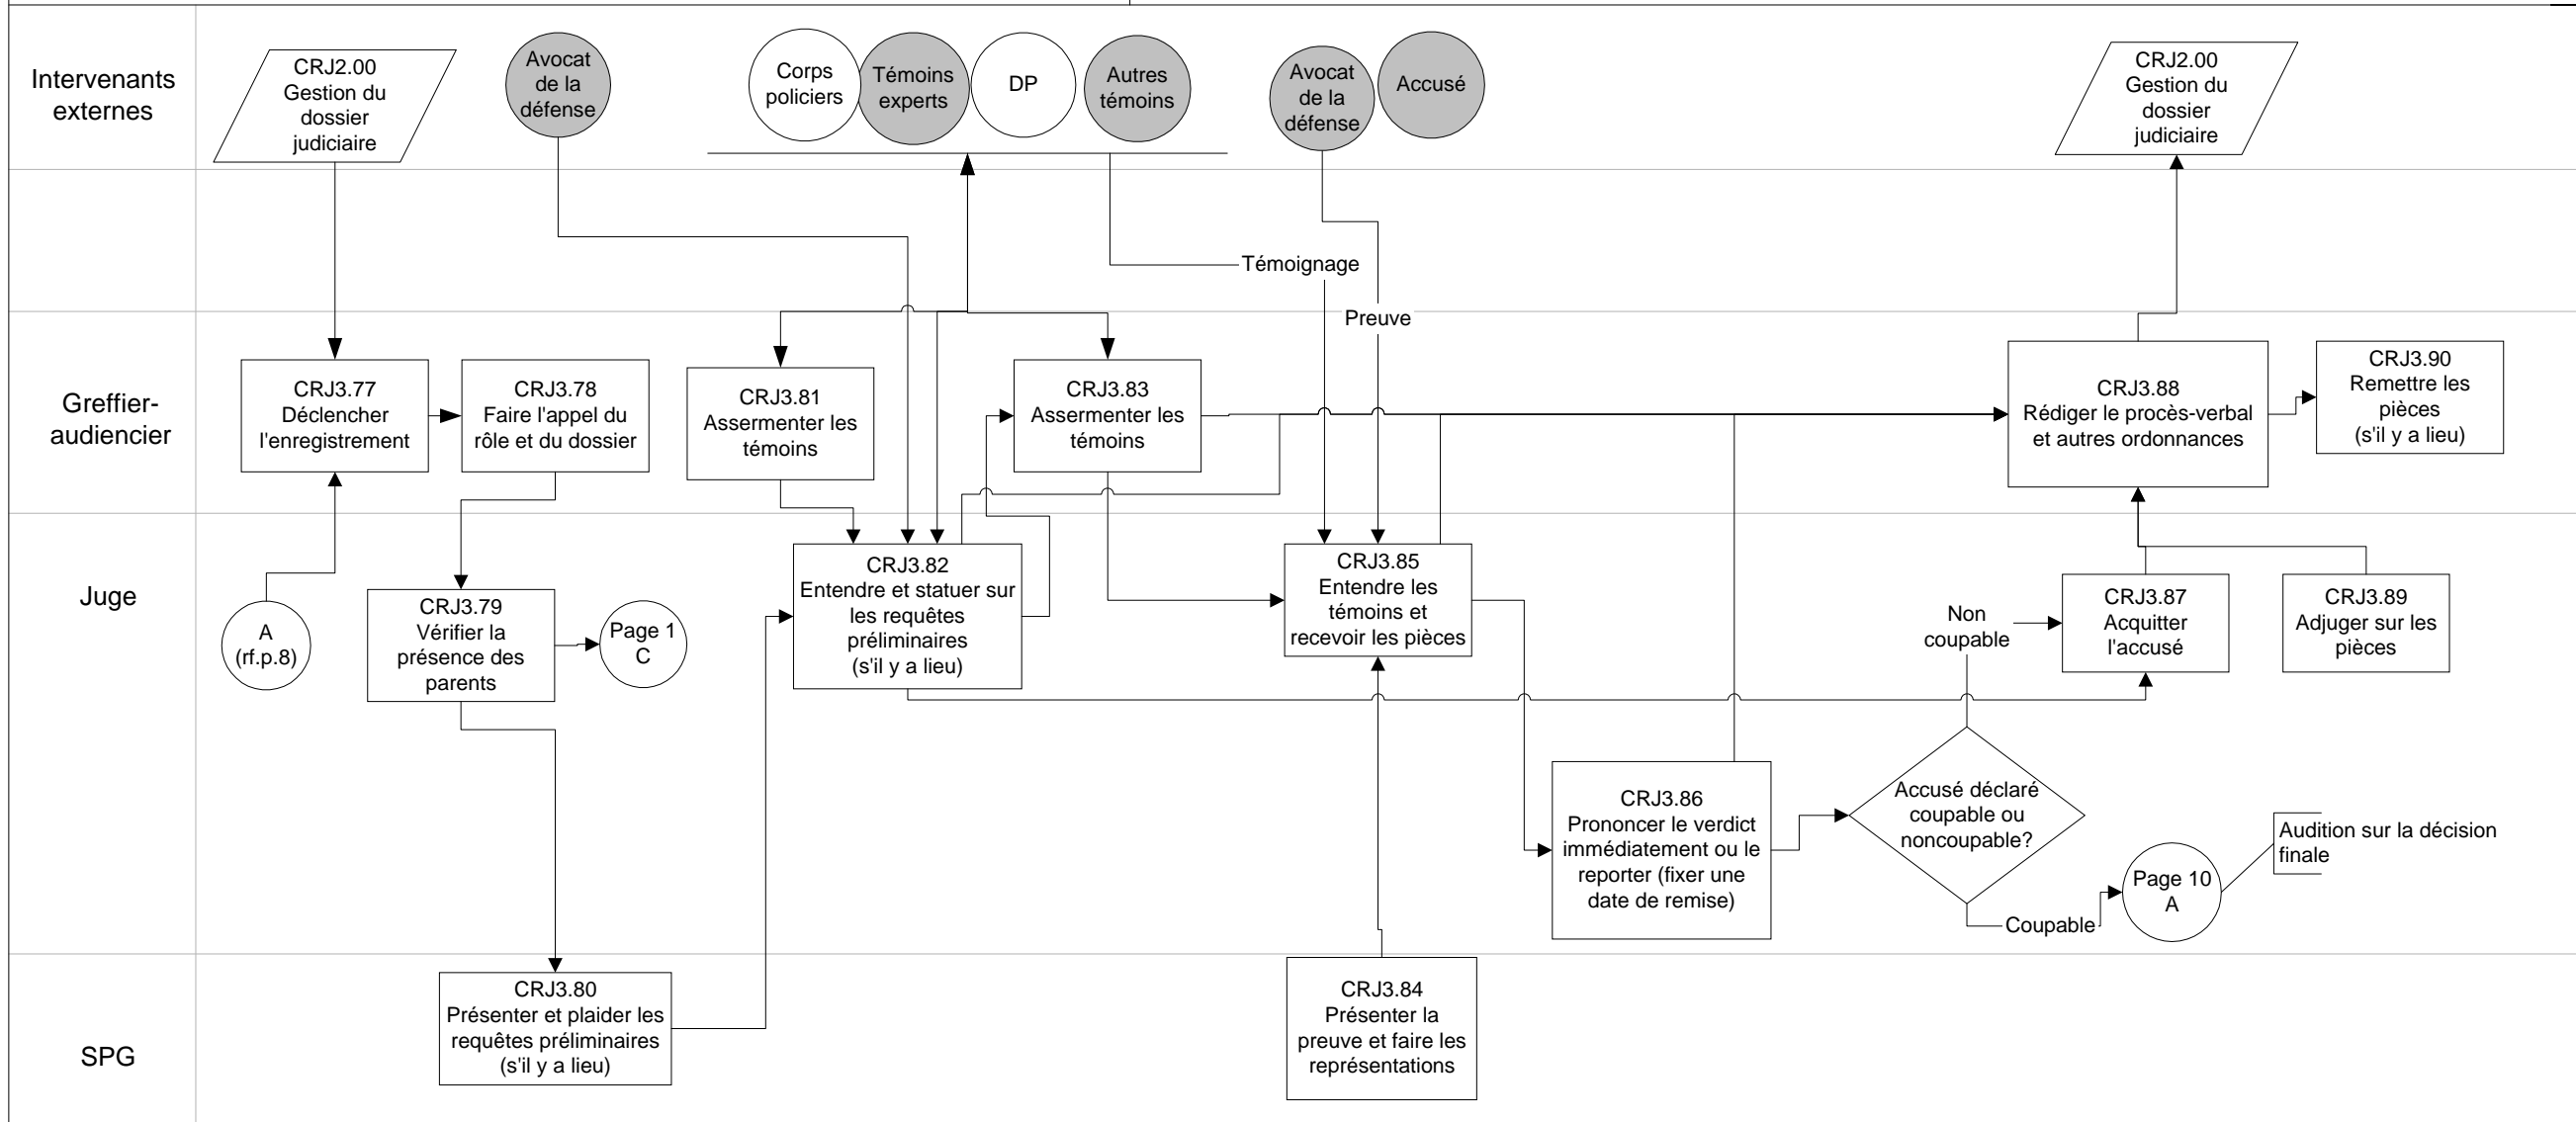 Intervenants
externes
CRJ2.00
Gestion du
dossier
judiciaire
Avocat
de la
défense
Corps
policiers
Témoins
experts
DP
Autres
témoins
Avocat
de la
défense
Accusé
CRJ2.00
Gestion du
dossier
judiciaire
Témoignage
Preuve
Greffier-
audiencier
CRJ3.77
Déclencher
l'enregistrement
CRJ3.78
Faire l'appel du
rôle et du dossier
CRJ3.81
Assermenter les
témoins
CRJ3.83
Assermenter les
témoins
CRJ3.88
Rédiger le procès-verbal
et autres ordonnances
CRJ3.90
Remettre les
pièces
(s'il y a lieu)
Juge
A
(rf.p.8)
CRJ3.79
Vérifier la
présence des
parents
Page 1
C
CRJ3.82
Entendre et statuer sur
les requêtes
préliminaires
(s'il y a lieu)
CRJ3.85
Entendre les
témoins et
recevoir les pièces
Non
coupable
CRJ3.87
Acquitter
l'accusé
CRJ3.89
Adjuger sur les
pièces
CRJ3.86
Prononcer le verdict
immédiatement ou le
reporter (fixer une
date de remise)
Accusé déclaré
coupable ou
noncoupable?
Coupable
Page 10
A
Audition sur la décision
finale
SPG
CRJ3.80
Présenter et plaider les
requêtes préliminaires
(s'il y a lieu)
CRJ3.84
Présenter la
preuve et faire les
représentations